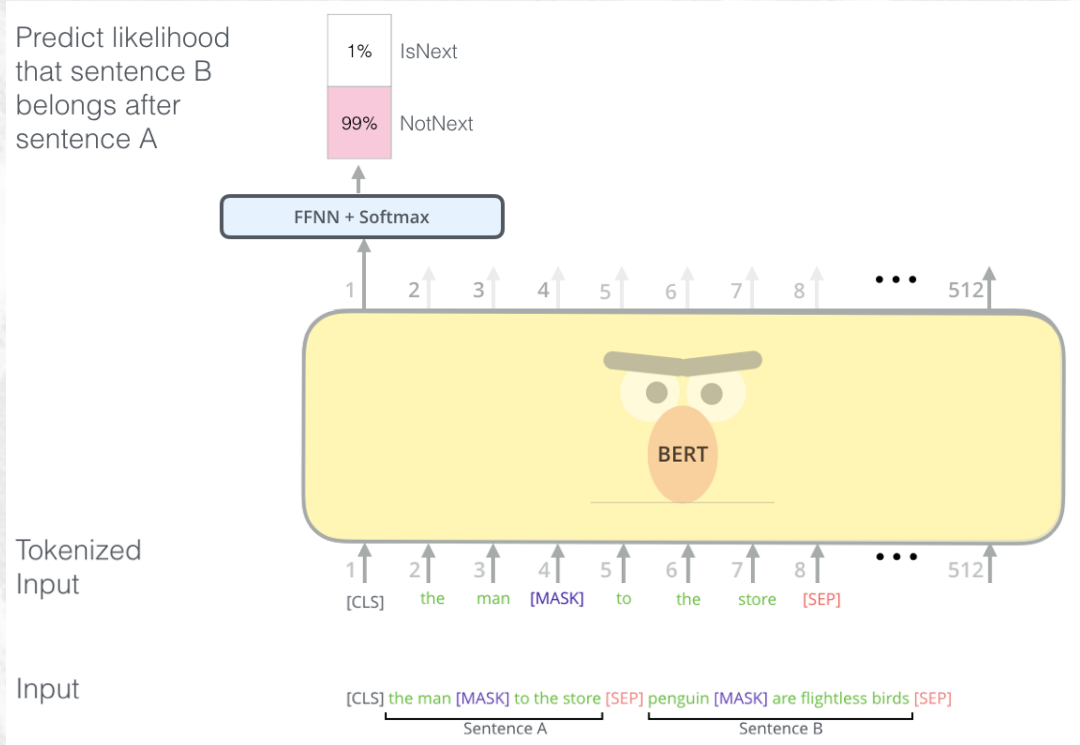 Predict likelihood
that sentence B
belongs after
sentence A
1% IsNext
99% NotNext
FFNN + Softmax
1 2 3 4 5 6 7 8 ••• 512
BERT
Tokenized
Input
1 2 3 4 5 6 7 8 ••• 512
[CLS] the man [MASK] to the store [SEP]
Input
[CLS] the man [MASK] to the store [SEP] penguin [MASK] are flightless birds [SEP]
Sentence A Sentence B